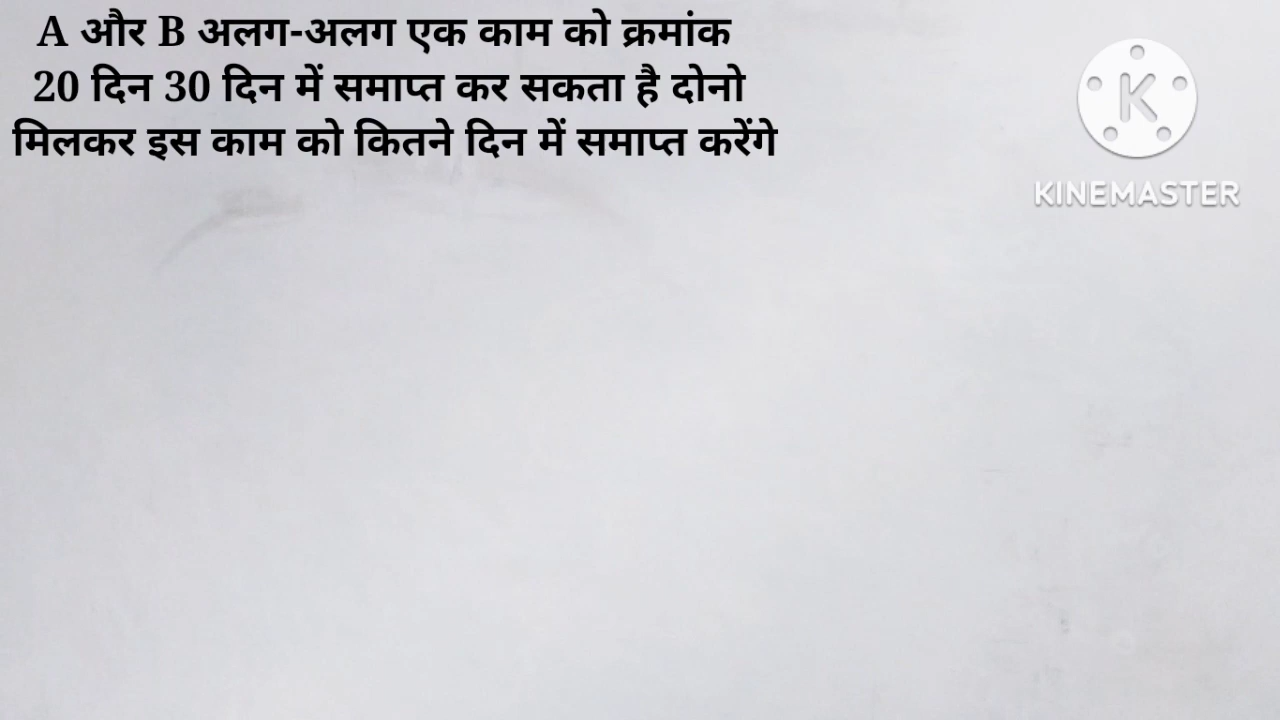 A और B अलग-अलग एक काम को क्रमांक
20 दिन 30 दिन में समाप्त कर सकता है दोनो
मिलकर इस काम को कितने दिन में समाप्त करेंगे
K
KINEMASTER